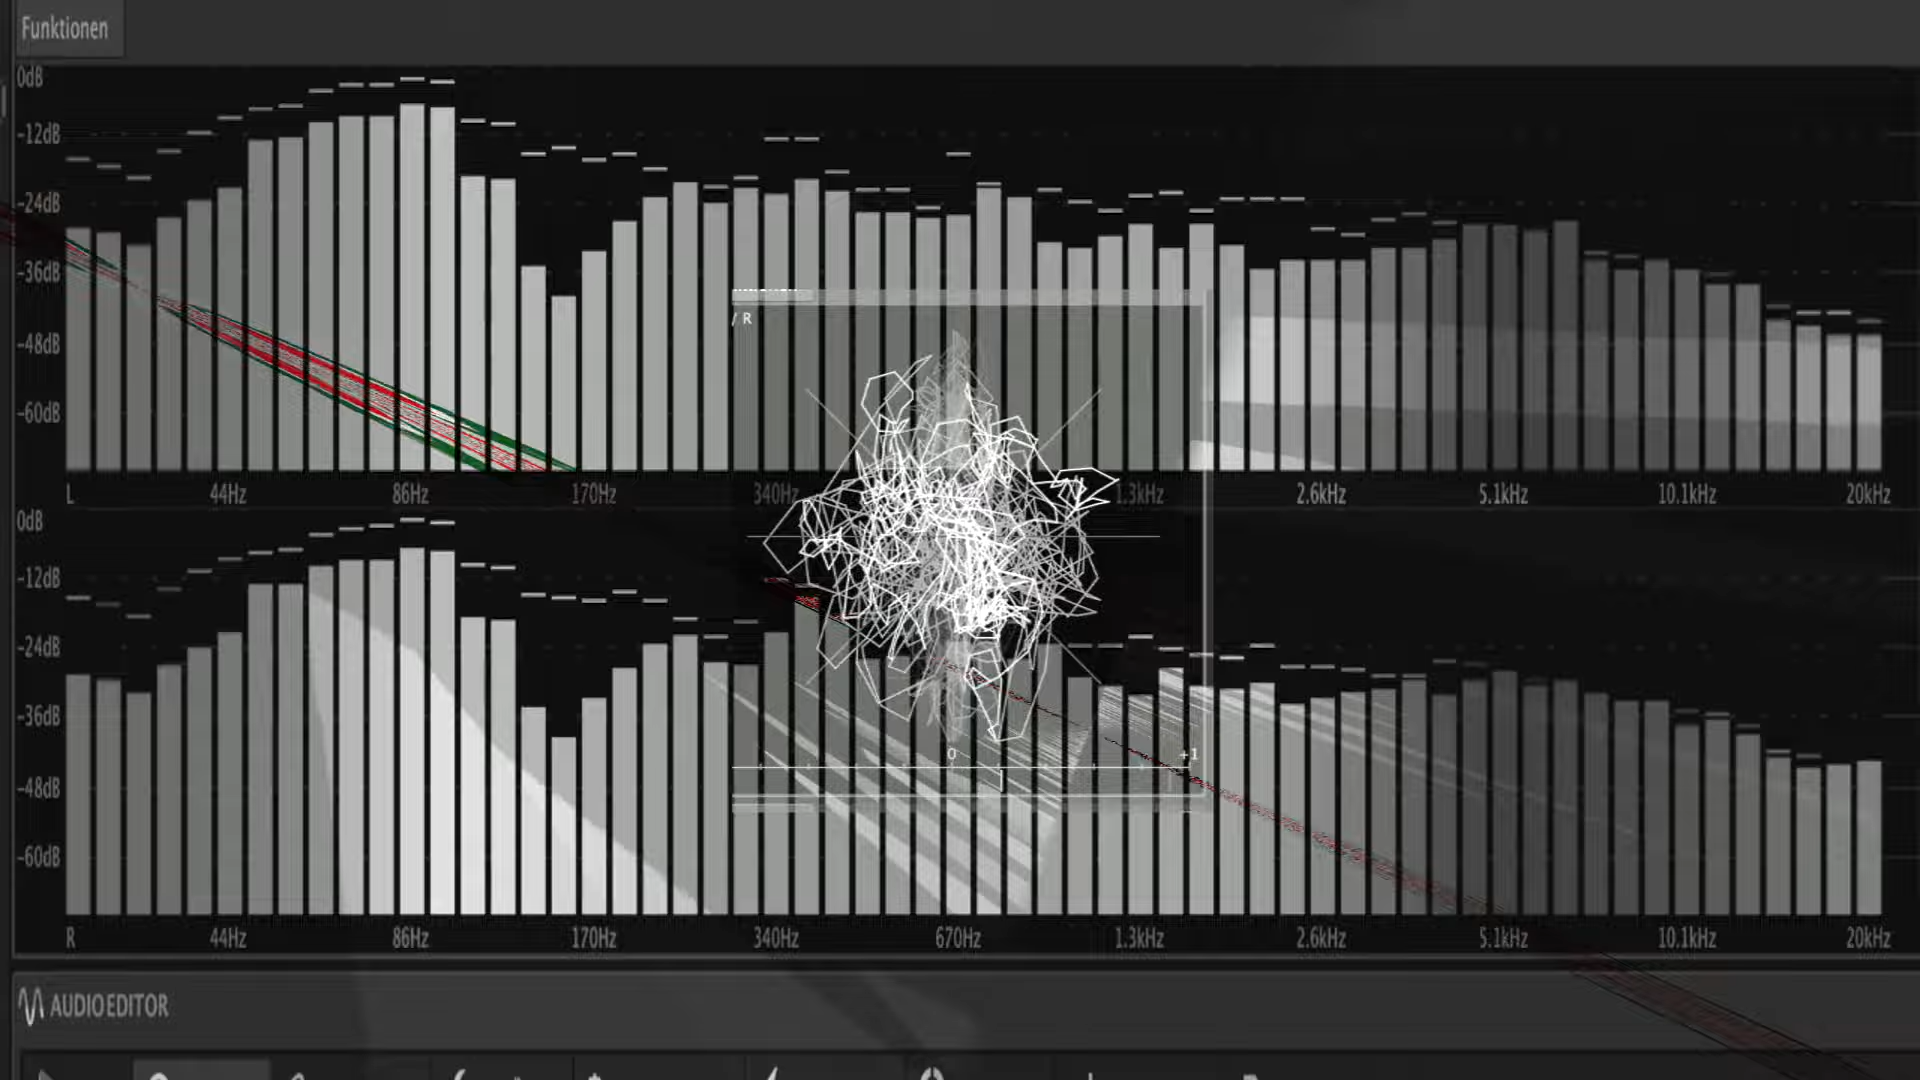 Funktionen
0dB
-12dB
-24dB
-36dB
-48dB
-60dB
L 44Hz 86Hz 170Hz 340Hz 1.3kHz 2.6kHz 5.1kHz 10.1kHz 20kHz
/ R
0dB
-12dB
-24dB
-36dB
-48dB
-60dB
0 +1
R 44Hz 86Hz 170Hz 340Hz 670Hz 1.3kHz 2.6kHz 5.1kHz 10.1kHz 20kHz
AUDIOEDITOR